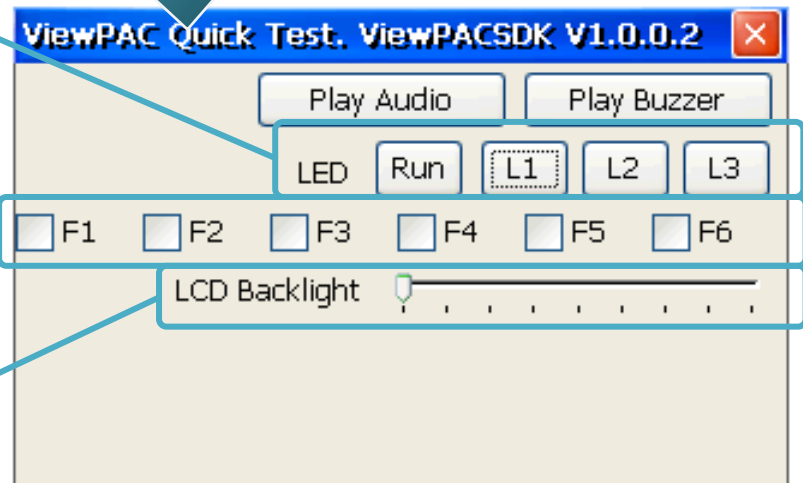 ViewPAC Quick Test. ViewPACSDK V1.0.0.2
Play Audio Play Buzzer
LED Run L1 L2 L3
F1 F2 F3 F4 F5 F6
LCD Backlight